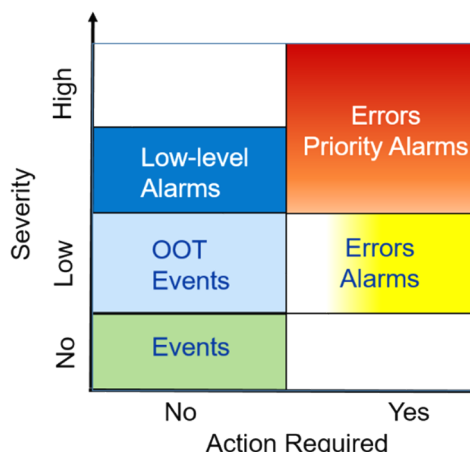 High
Errors
Priority Alarms
Low-level
Alarms
Severity
Low
OOT
Events
Errors
Alarms
No
Events
No
Yes
Action Required